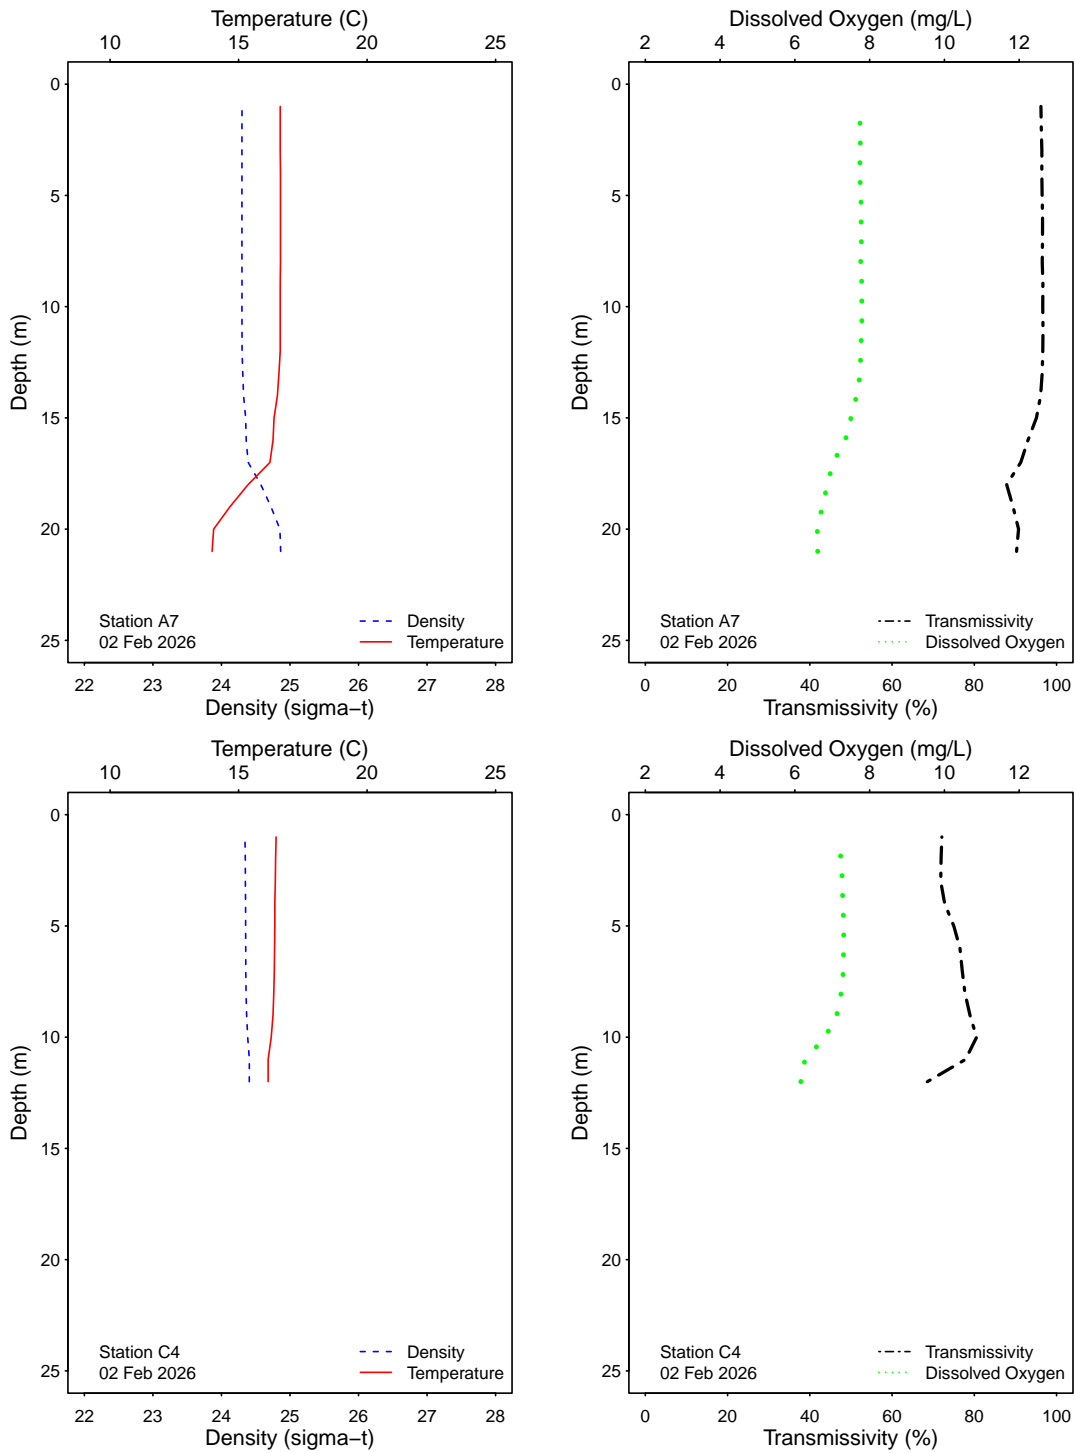 Temperature (C)
10 15 20 25
0
5
10
15
20
25
Depth (m)
Station A7
02 Feb 2026
Density
Temperature
22 23 24 25 26 27 28
Density (sigma−t)
Dissolved Oxygen (mg/L)
2 4 6 8 10 12
0
5
10
15
20
25
Depth (m)
Station A7
02 Feb 2026
Transmissivity
Dissolved Oxygen
0 20 40 60 80 100
Transmissivity (%)
Temperature (C)
10 15 20 25
0
5
10
15
20
25
Depth (m)
Station C4
02 Feb 2026
Density
Temperature
22 23 24 25 26 27 28
Density (sigma−t)
Dissolved Oxygen (mg/L)
2 4 6 8 10 12
0
5
10
15
20
25
Depth (m)
Station C4
02 Feb 2026
Transmissivity
Dissolved Oxygen
0 20 40 60 80 100
Transmissivity (%)